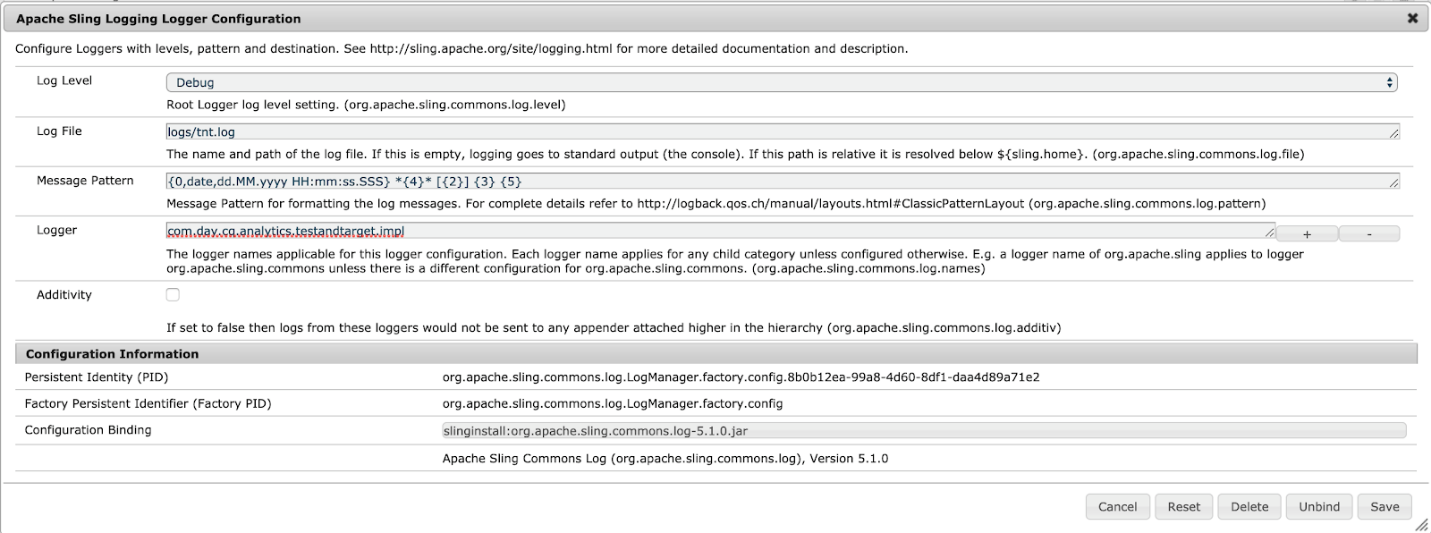 Apache Sling Logging Logger Configuration
Configure Loggers with levels, pattern and destination. See http://sling.apache.org/site/logging.html for more detailed documentation and description.
Log Level
Debug
Root Logger log level setting. (org.apache.sling.commons.log.level)
Log File
logs/tnt.log
The name and path of the log file. If this is empty, logging goes to standard output (the console). If this path is relative it is resolved below ${sling.home}. (org.apache.sling.commons.log.file)
Message Pattern
{0,date,dd.MM.yyyy HH:mm:ss.SSS} *{4}* [{2}] {3} {5}
Message Pattern for formatting the log messages. For complete details refer to http://logback.qos.ch/manual/layouts.html#ClassicPatternLayout (org.apache.sling.commons.log.pattern)
Logger
com.day.cq.analytics.testandtarget.impl
+ -
The logger names applicable for this logger configuration. Each logger name applies for any child category unless configured otherwise. E.g. a logger name of org.apache.sling applies to logger
org.apache.sling.commons unless there is a different configuration for org.apache.sling.commons. (org.apache.sling.commons.log.names)
Additivity
If set to false then logs from these loggers would not be sent to any appender attached higher in the hierarchy (org.apache.sling.commons.log.additiv)
Configuration Information
Persistent Identity (PID) org.apache.sling.commons.log.LogManager.factory.config.8b0b12ea-99a8-4d60-8df1-daa4d89a71e2
Factory Persistent Identifier (Factory PID) org.apache.sling.commons.log.LogManager.factory.config
Configuration Binding slinginstall:org.apache.sling.commons.log-5.1.0.jar
Apache Sling Commons Log (org.apache.sling.commons.log), Version 5.1.0
Cancel Reset Delete Unbind Save